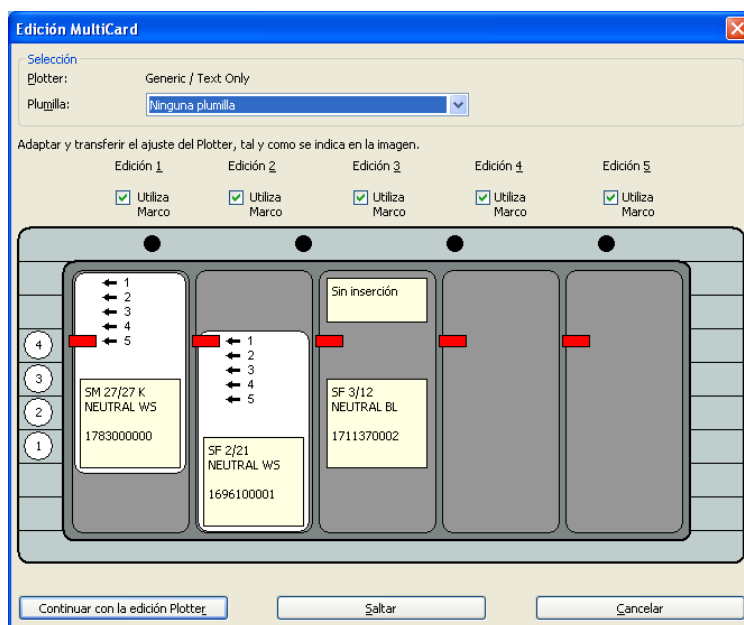 Edición MultiCard
Selección
Plotter: Generic / Text Only
Plumilla: Ninguna plumilla
Adaptar y transferir el ajuste del Plotter, tal y como se indica en la imagen.
Edición 1 Edición 2 Edición 3 Edición 4 Edición 5
Utiliza Utiliza Utiliza Utiliza Utiliza
Marco Marco Marco Marco Marco
1
2
3
4
5
SM 27/27 K
NEUTRAL WS
1783000000
1
2
3
4
5
SF 2/21
NEUTRAL WS
1696100001
Sin inserción
SF 3/12
NEUTRAL BL
1711370002
4
3
2
1
Continuar con la edición Plotter Saltar Cancelar